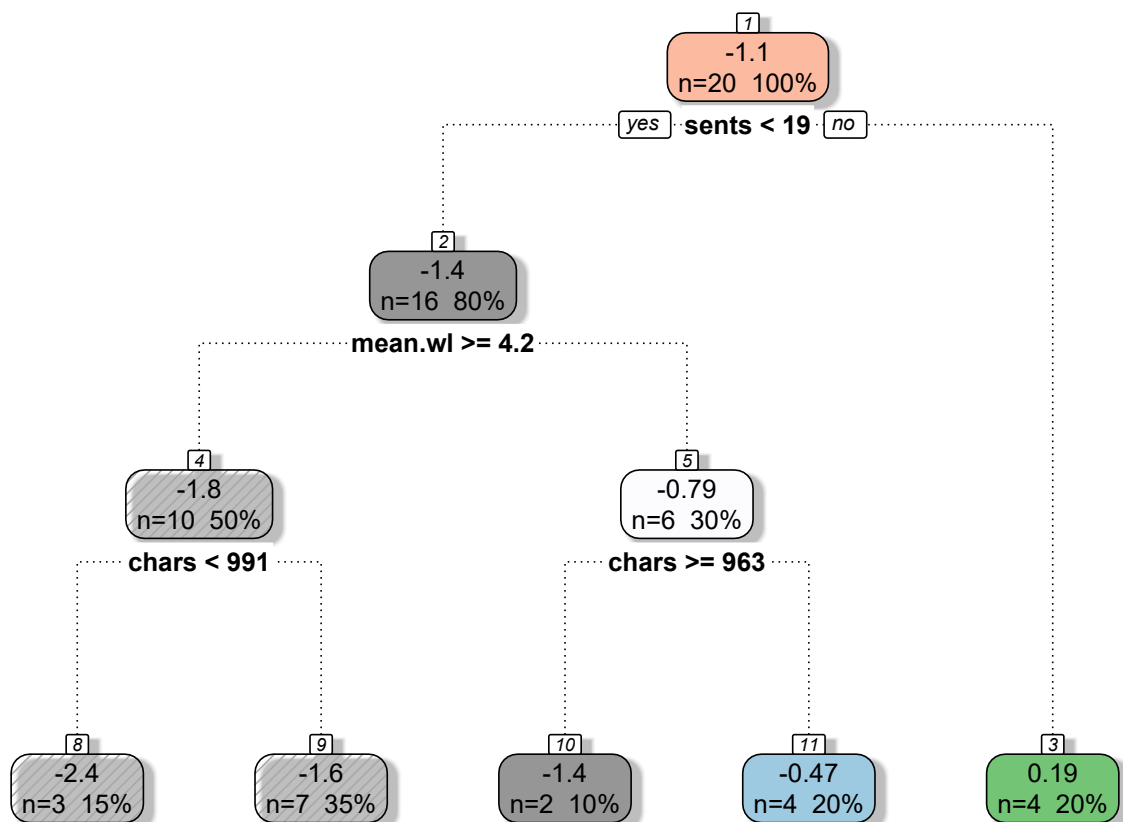 1
-1.1
n=20 100%
yes sents < 19 no
2
-1.4
n=16 80%
mean.wl >= 4.2
4
-1.8
n=10 50%
chars < 991
5
-0.79
n=6 30%
chars >= 963
8
-2.4
n=3 15%
9
-1.6
n=7 35%
10
-1.4
n=2 10%
11
-0.47
n=4 20%
3
0.19
n=4 20%